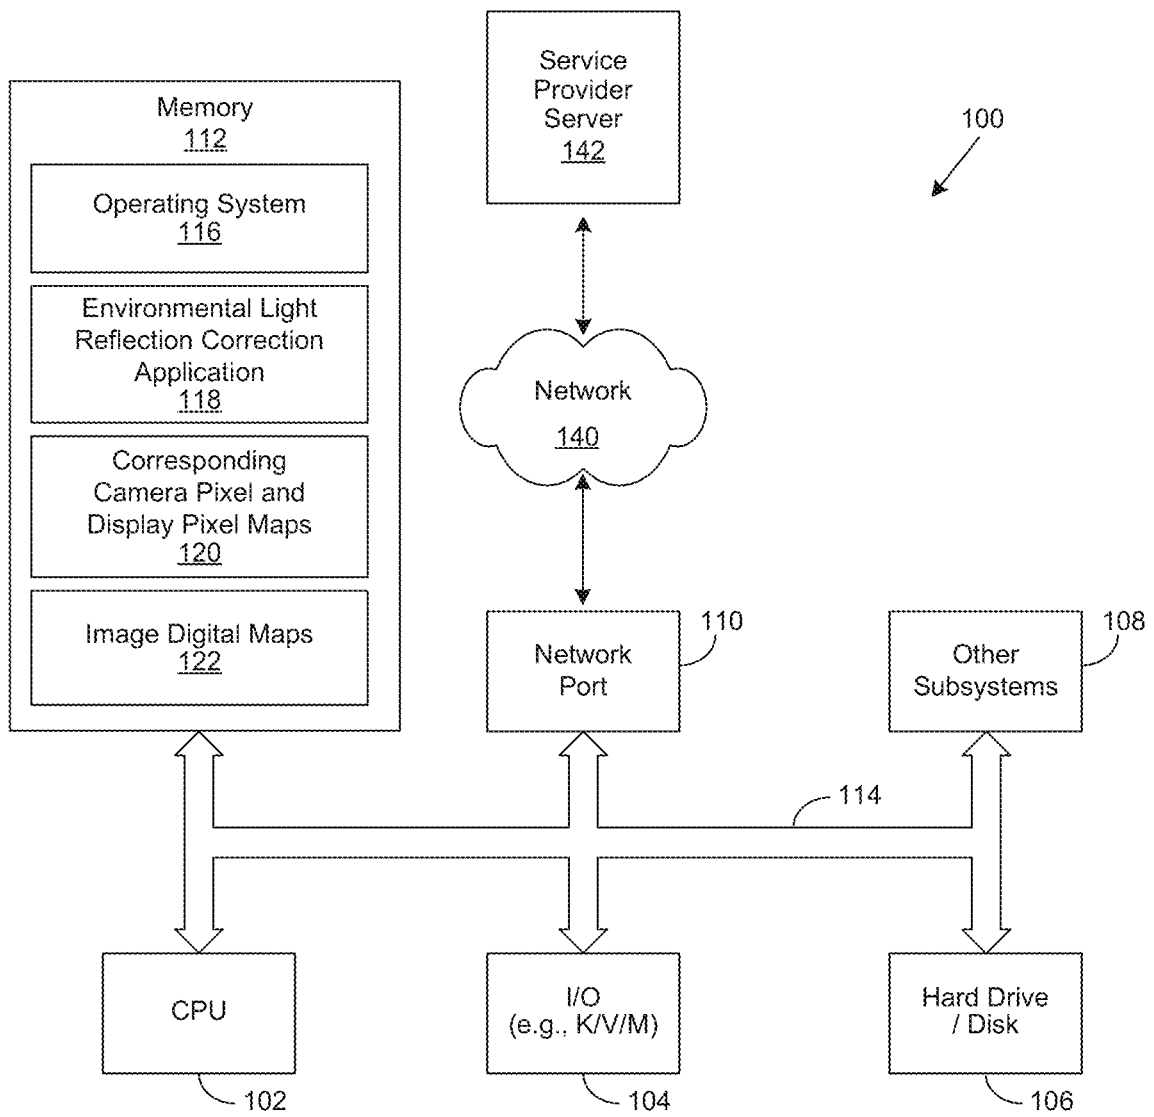 Service
Provider
Server
142
100
Memory
112
Operating System
116
Environmental Light
Reflection Correction
Application
118
Corresponding
Camera Pixel and
Display Pixel Maps
120
Image Digital Maps
122
Network
140
Network
Port
110
Other
Subsystems
108
114
CPU
102
I/O
(e.g., K/V/M)
104
Hard Drive
/ Disk
106